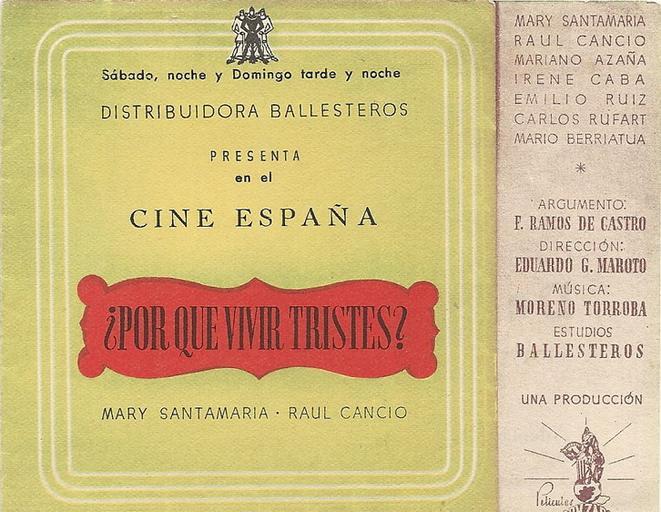 Sábado, noche y Domingo tarde y noche
DISTRIBUIDORA BALLESTEROS
PRESENTA
en el
CINE ESPAÑA
¿POR QUE VIVIR TRISTES?
MARY SANTAMARIA · RAUL CANCIO
MARY SANTAMARIA
RAUL CANCIO
MARIANO AZAÑA
IRENE CABA
EMILIO RUIZ
CARLOS RUFART
MARIO BERRIATUA
*
ARGUMENTO:
F. RAMOS DE CASTRO
DIRECCIÓN:
EDUARDO G. MAROTO
MÚSICA:
MORENO TORROBA
ESTUDIOS
BALLESTEROS
UNA PRODUCCIÓN
Películas